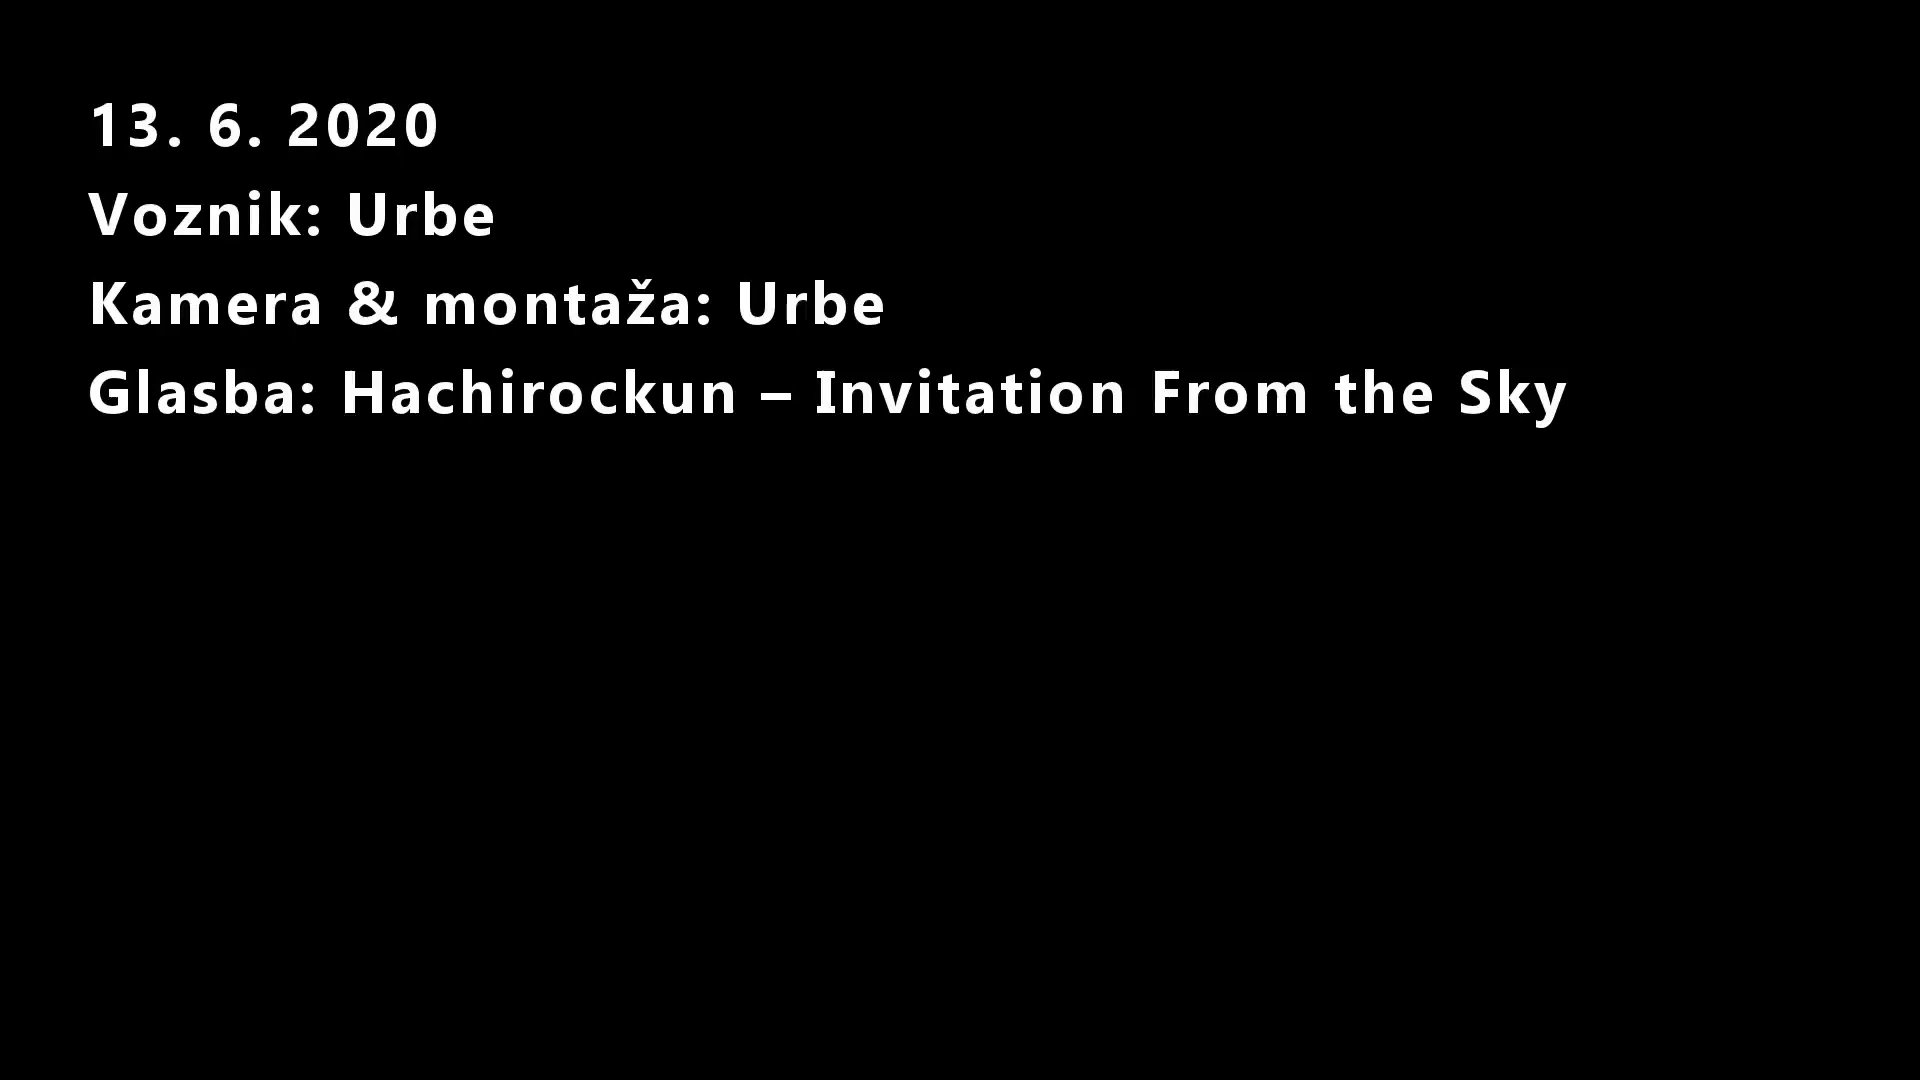 13. 6. 2020
Voznik: Urbe
Kamera & montaža: Urbe
Glasba: Hachirockun – Invitation From the Sky